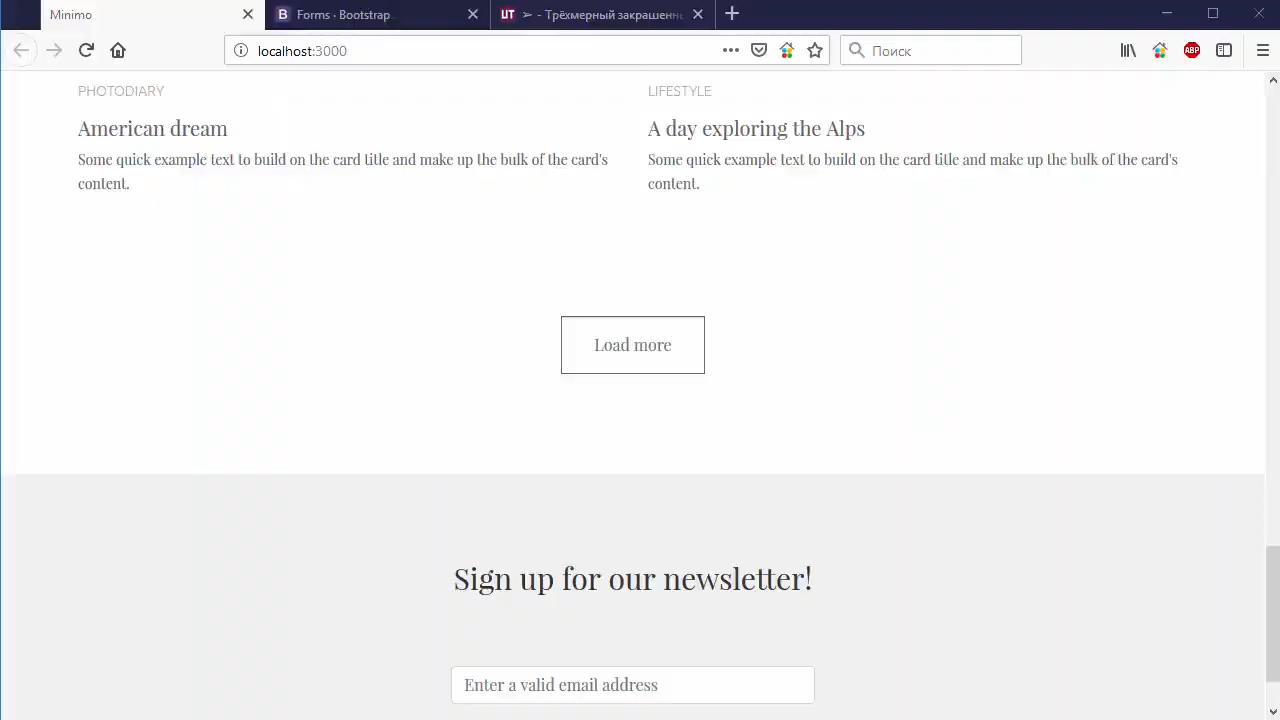 Minimo
Forms · Bootstrap
ЦТ ➢ - Трёхмерный закрашенн
localhost:3000
Поиск
ABP
PHOTODIARY
American dream
Some quick example text to build on the card title and make up the bulk of the card's
content.
LIFESTYLE
A day exploring the Alps
Some quick example text to build on the card title and make up the bulk of the card's
content.
Load more
Sign up for our newsletter!
Enter a valid email address